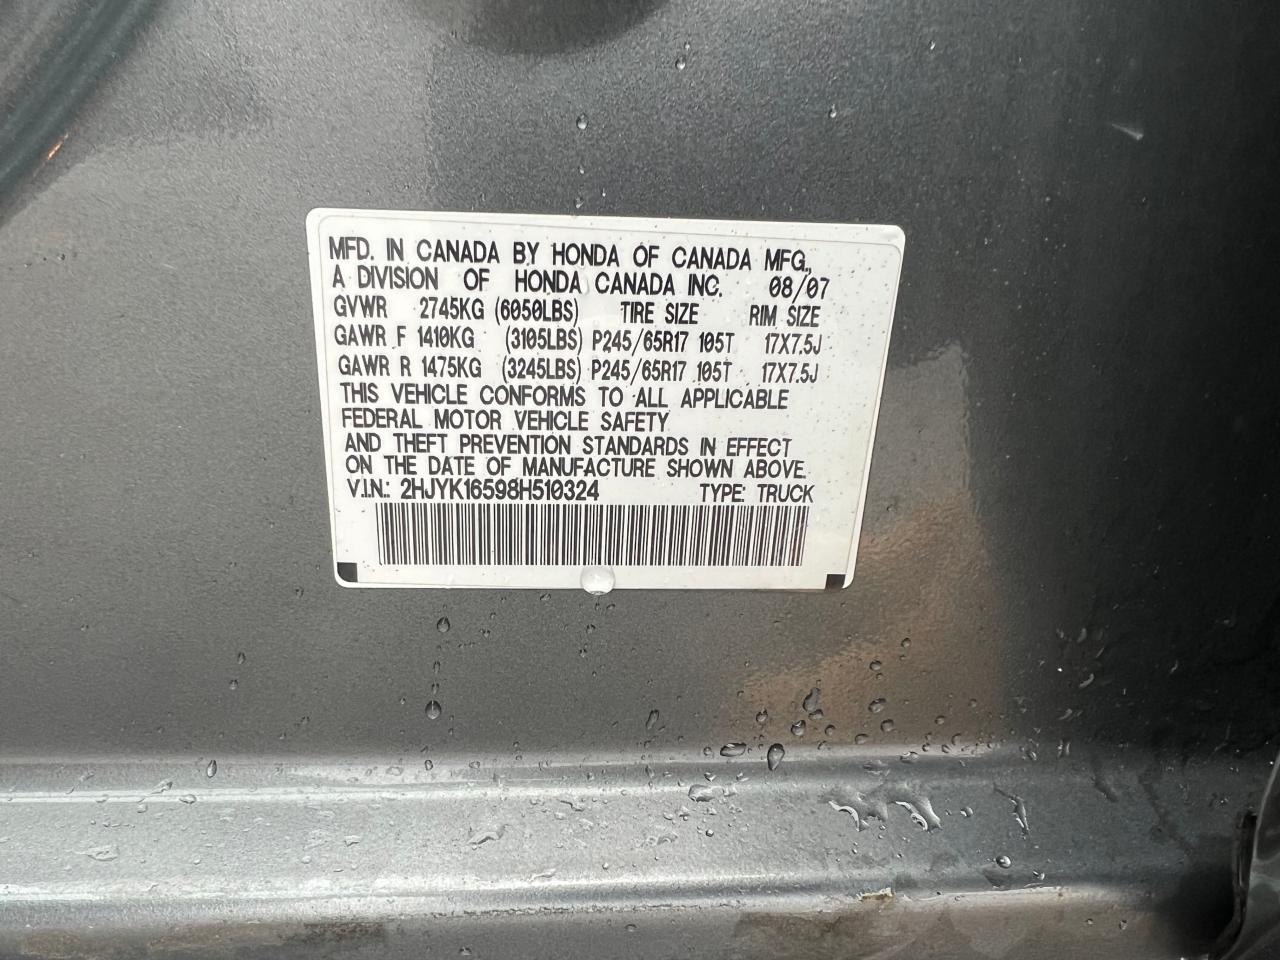 MFD. IN CANADA BY HONDA OF CANADA MFG.,
A DIVISION OF HONDA CANADA INC. 08/07
GVWR 2745KG (6050LBS) TIRE SIZE RIM SIZE
GAWR F 1410KG (3105LBS) P245/65R17 105T 17X7.5J
GAWR R 1475KG (3245LBS) P245/65R17 105T 17X7.5J
THIS VEHICLE CONFORMS TO ALL APPLICABLE
FEDERAL MOTOR VEHICLE SAFETY
AND THEFT PREVENTION STANDARDS IN EFFECT
ON THE DATE OF MANUFACTURE SHOWN ABOVE.
V.I.N.: 2HJYK16598H510324 TYPE: TRUCK